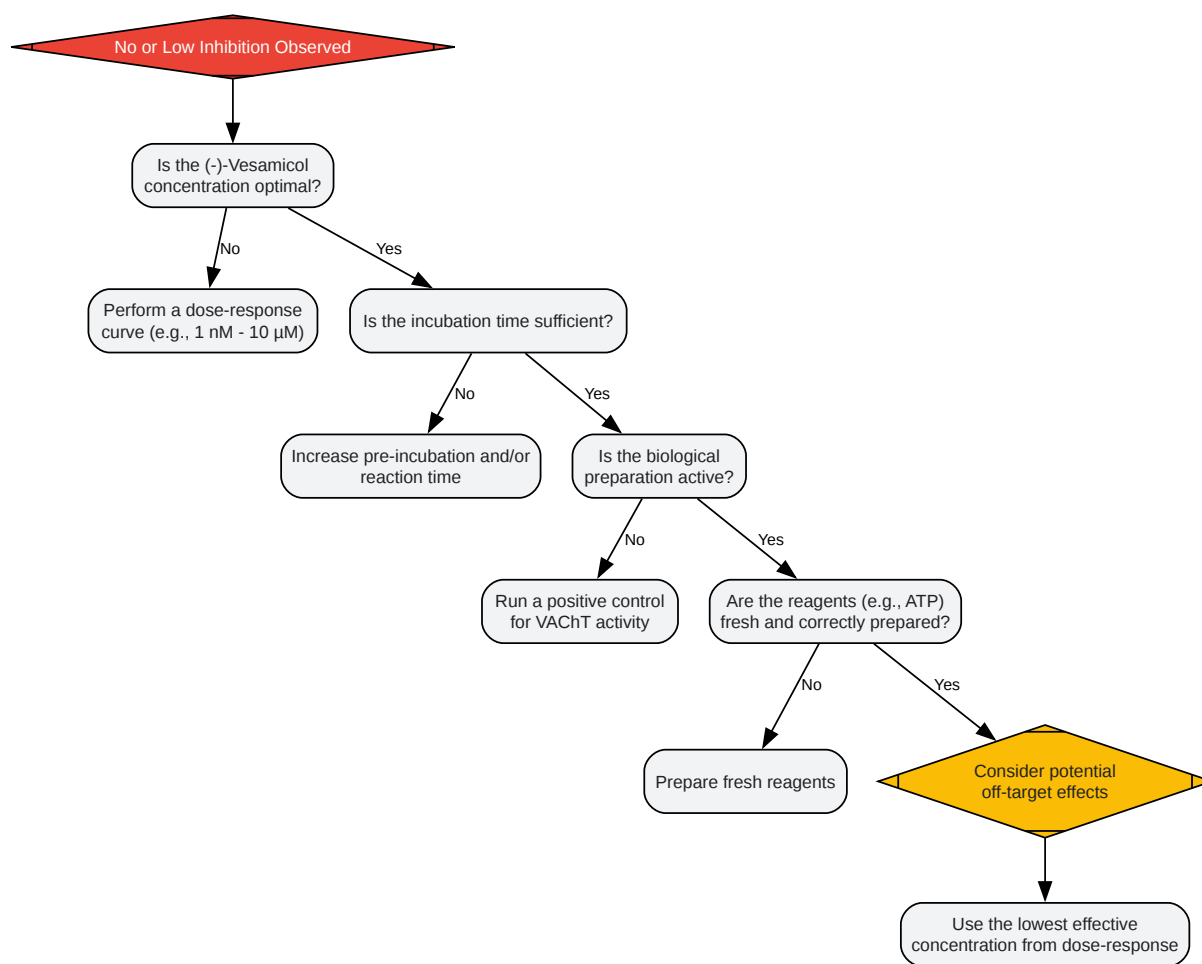 No or Low Inhibition Observed
Is the (-)-Vesamicol
concentration optimal?
No
Yes
Perform a dose-response
curve (e.g., 1 nM - 10 µM)
Is the incubation time sufficient?
No
Yes
Increase pre-incubation and/or
reaction time
Is the biological
preparation active?
No
Yes
Run a positive control
for VAChT activity
Are the reagents (e.g., ATP)
fresh and correctly prepared?
No
Yes
Prepare fresh reagents
Consider potential
off-target effects
Use the lowest effective
concentration from dose-response